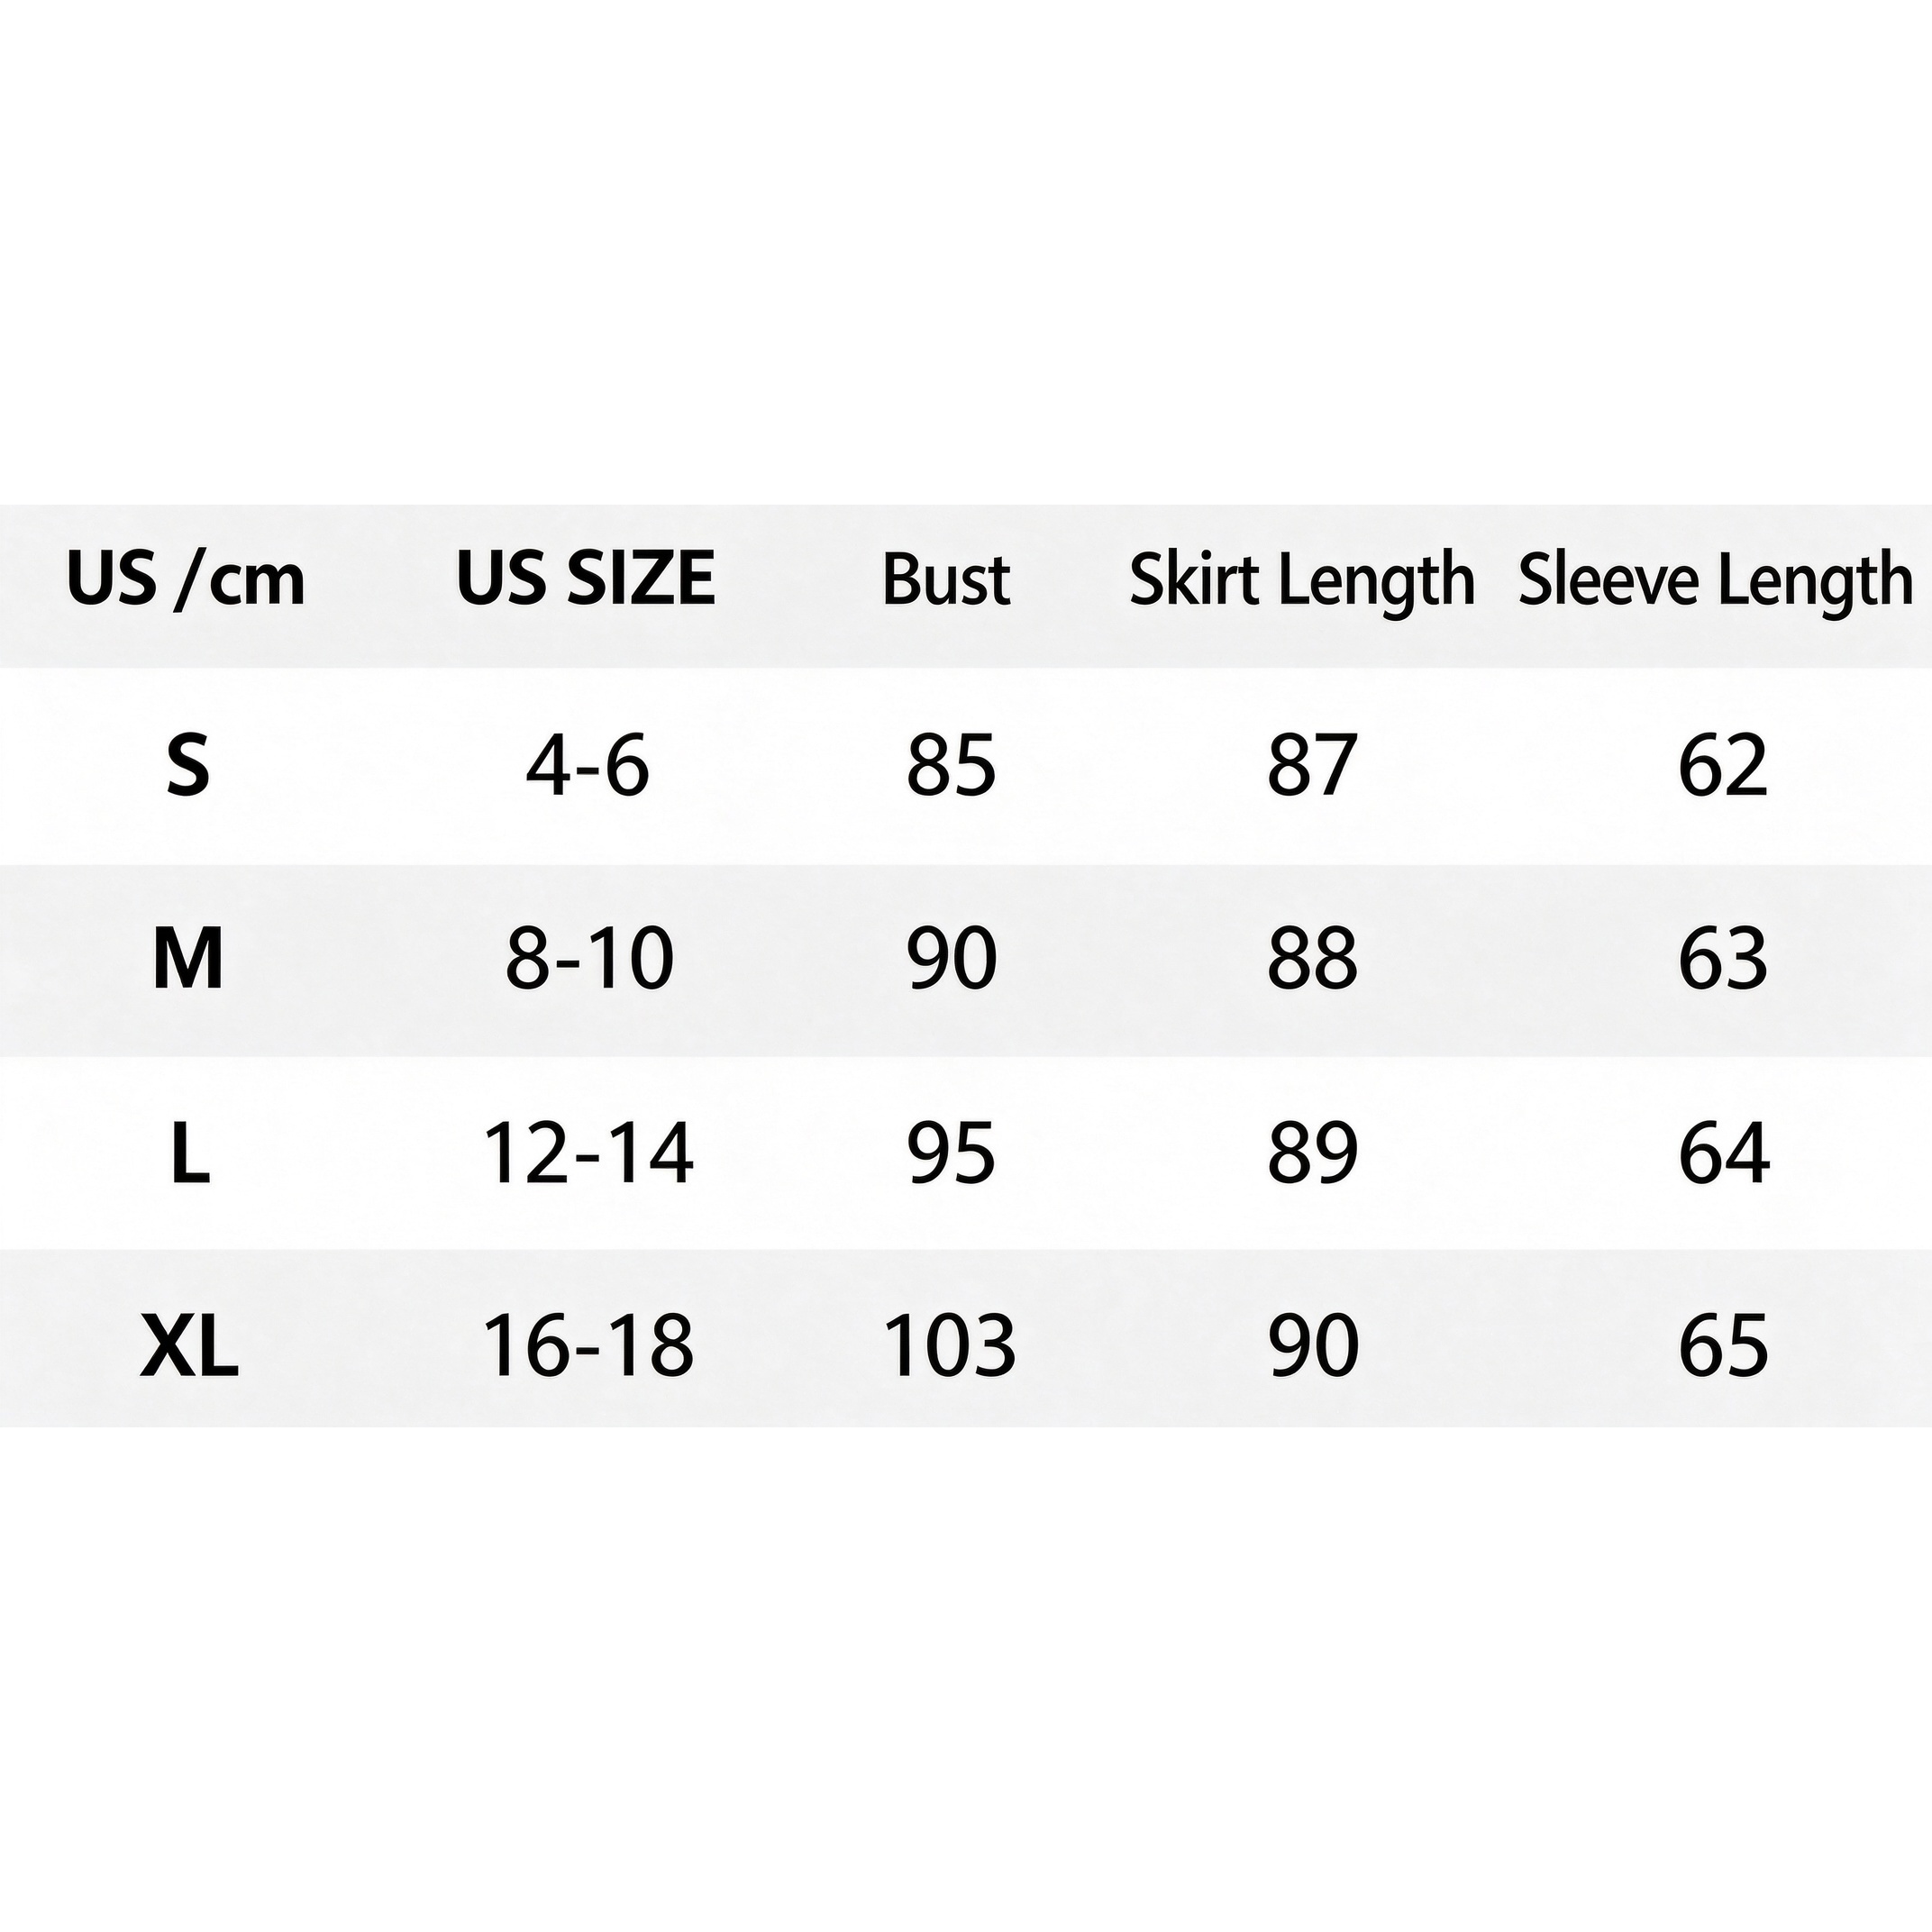 US /cm US SIZE Bust Skirt Length Sleeve Length
S 4-6 85 87 62
M 8-10 90 88 63
L 12-14 95 89 64
XL 16-18 103 90 65